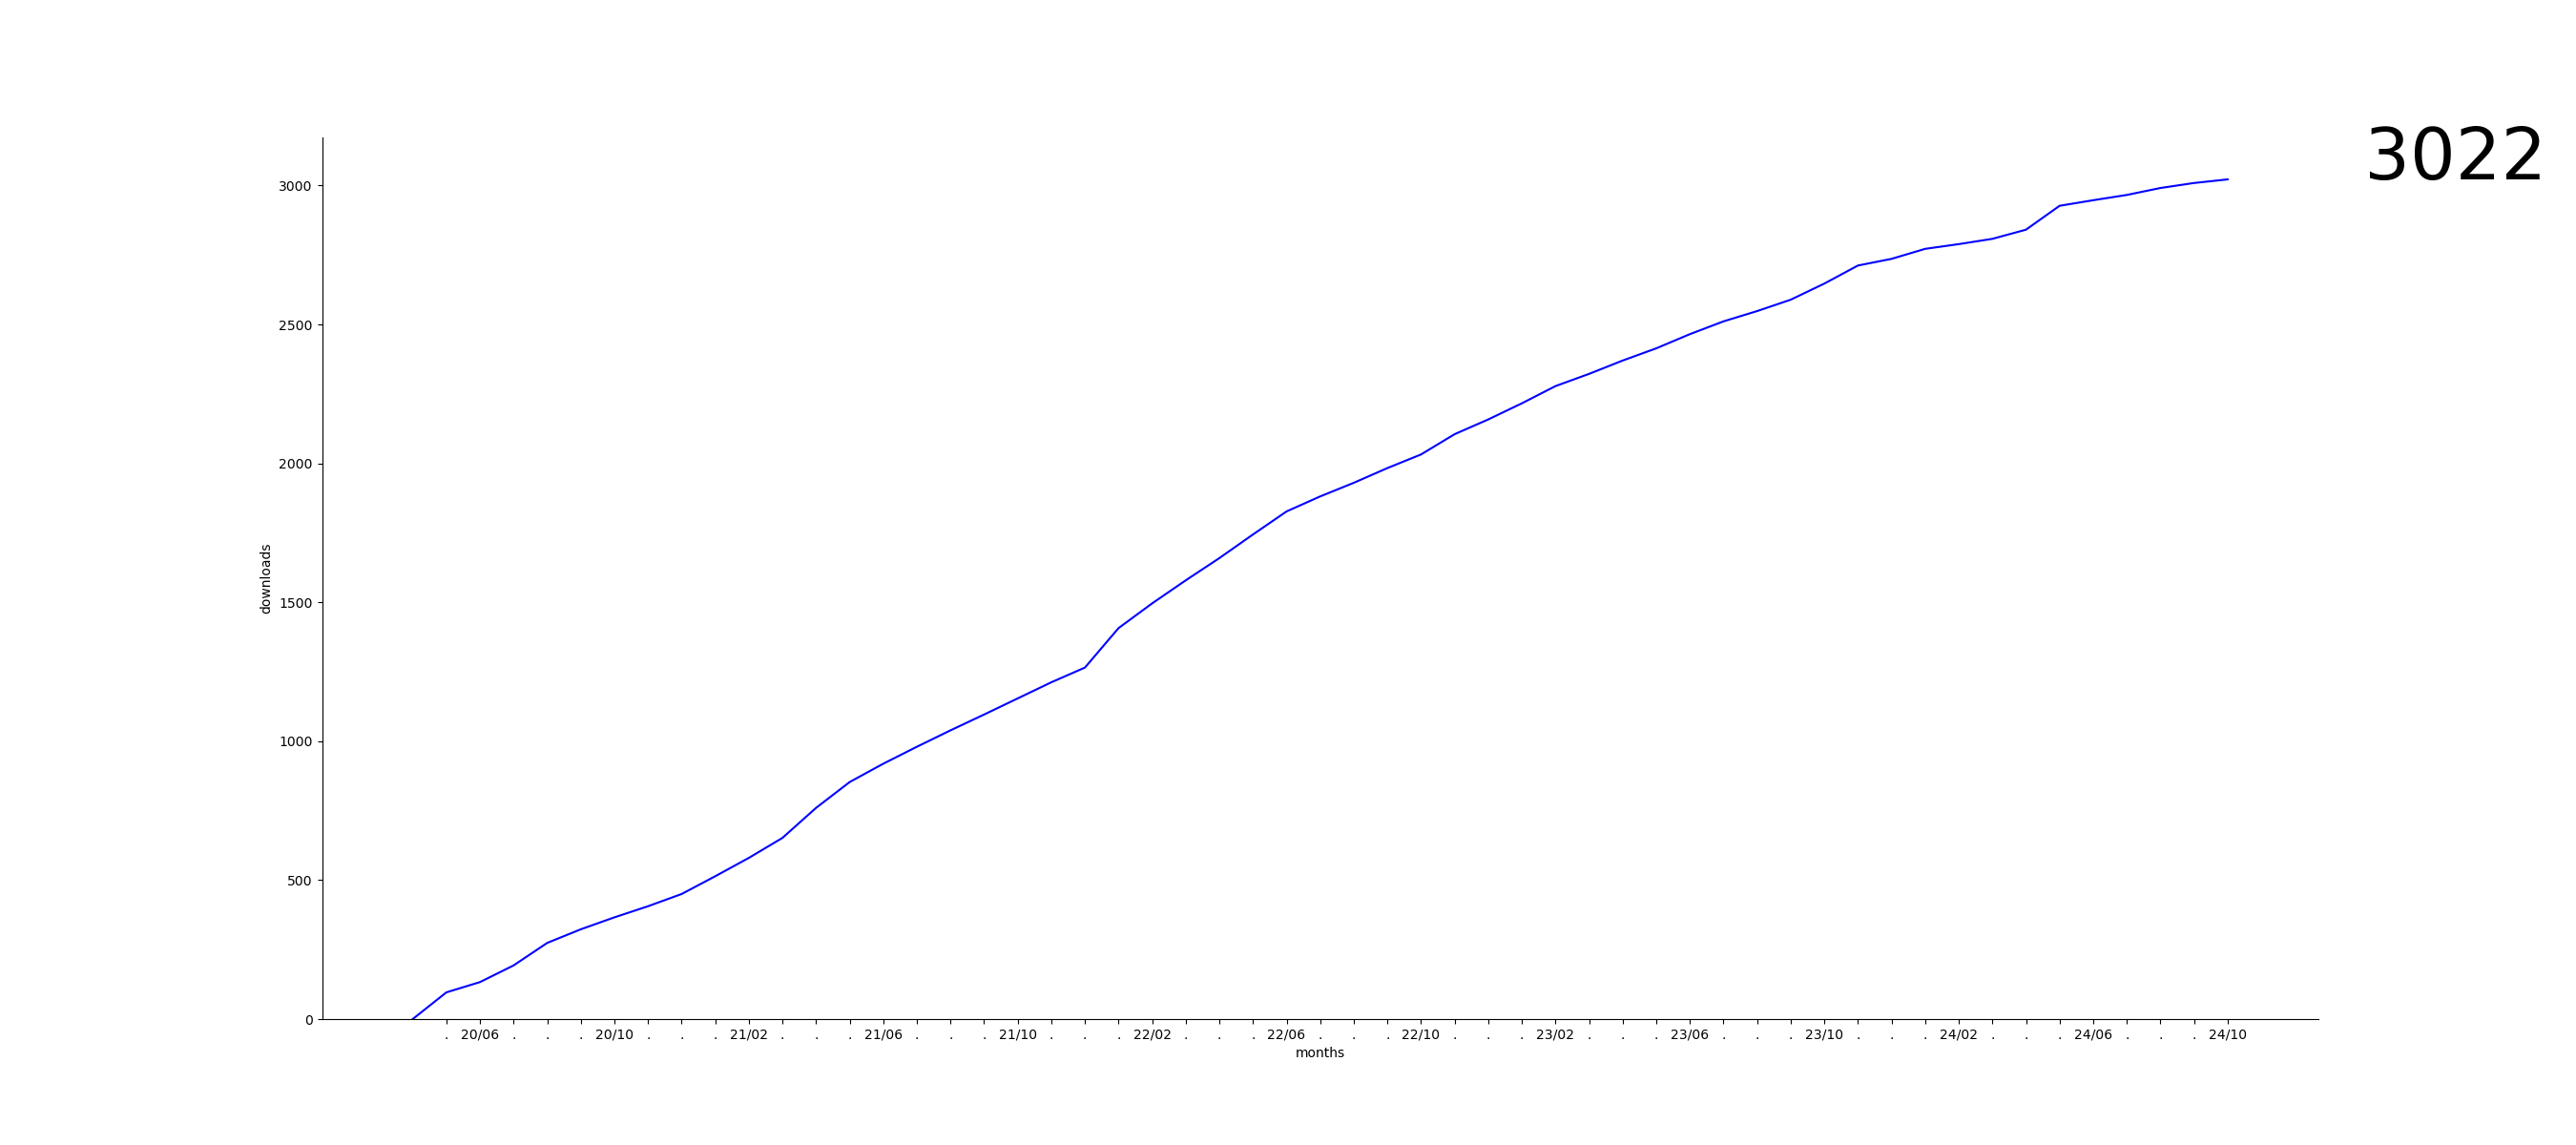 3022
3000
2500
2000
1500
1000
500
0
downloads
. 20/06 . . . 20/10 . . . 21/02 . . . 21/06 . . . 21/10 . . . 22/02 . . . 22/06 . . . 22/10 . . . 23/02 . . . 23/06 . . . 23/10 . . . 24/02 . . . 24/06 . . . 24/10
months